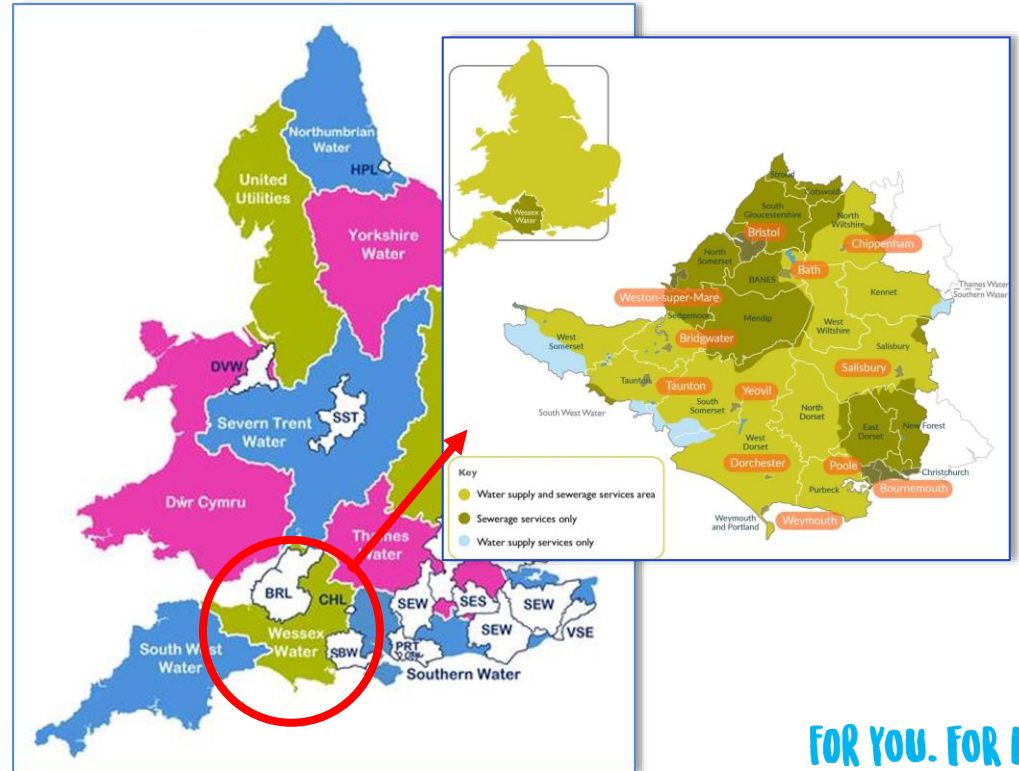 Northumbrian
Water
HPL
United
Utilities
Yorkshire
Water
DVW
SST
Severn Trent
Water
Dŵr Cymru
Thames
Water
BRL
CHL
Wessex
Water
SBW
SEW
SES
SEW
SEW
VSE
PRT
South West
Water
Southern Water
Wessex
Water
Stroud
Cotswold
South
Gloucestershire
North
Wiltshire
Bristol
Chippenham
North
Somerset
BANES
Bath
Kennet
Thames Water
Southern Water
Weston-super-Mare
Sedgemoor
Mendip
West
Wiltshire
Bridgwater
West
Somerset
Salisbury
Salisbury
Taunton
Taunton
Yeovil
South
Somerset
North
Dorset
South West Water
East
Dorset
New Forest
West
Dorset
Dorchester
Poole
Christchurch
Bournemouth
Purbeck
Weymouth
and Portland
Weymouth
Key
Water supply and sewerage services area
Sewerage services only
Water supply services only
FOR YOU. FOR